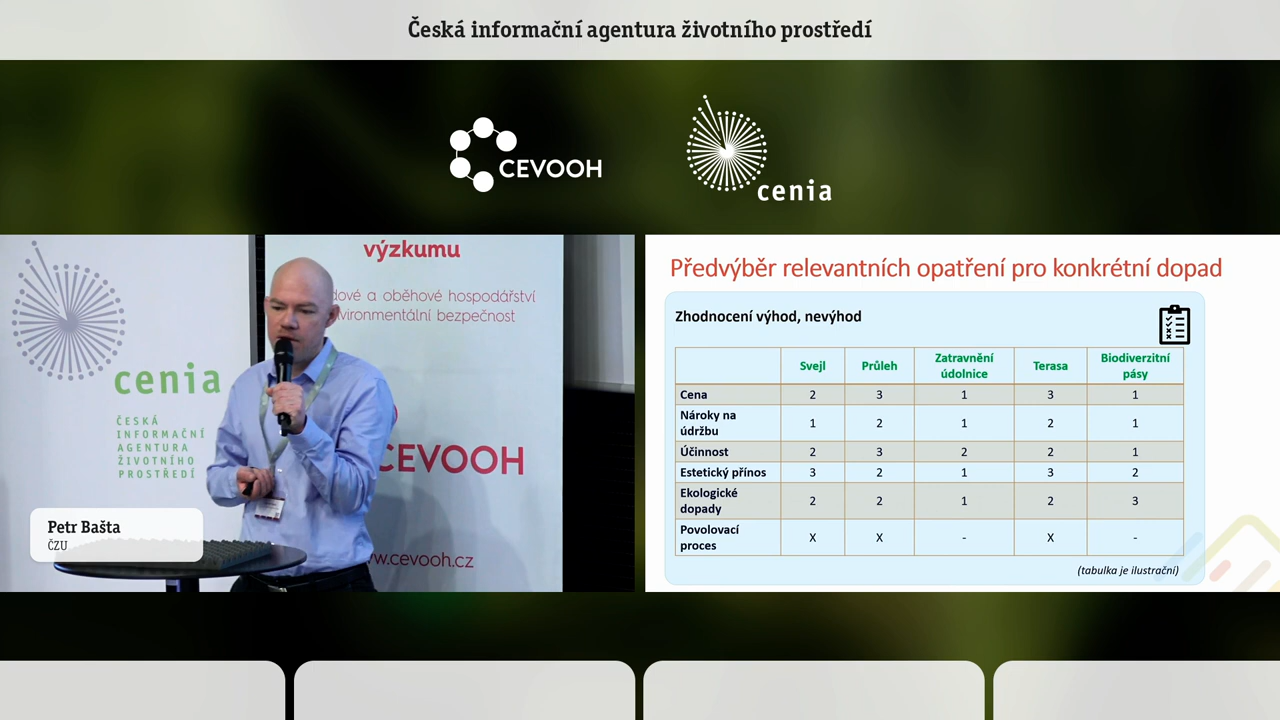 Česká informační agentura životního prostředí
CEVOOH
cenia
výzkumu
dové a oběhové hospodářství
vironmentální bezpečnost
cenia
ČESKÁ
INFORMAČNÍ
AGENTURA
ŽIVOTNÍHO
PROSTŘEDÍ
CEVOOH
www.cevooh.cz
Petr Bašta
ČZU
Předvýběr relevantních opatření pro konkrétní dopad
Zhodnocení výhod, nevýhod
Svejl Průleh Zatravnění údolnice Terasa Biodiverzitní pásy
Cena 2 3 1 3 1
Nároky na údržbu 1 2 1 2 1
Účinnost 2 3 2 2 1
Estetický přínos 3 2 1 3 2
Ekologické dopady 2 2 1 2 3
Povolovací proces X X - X -
(tabulka je ilustrační)